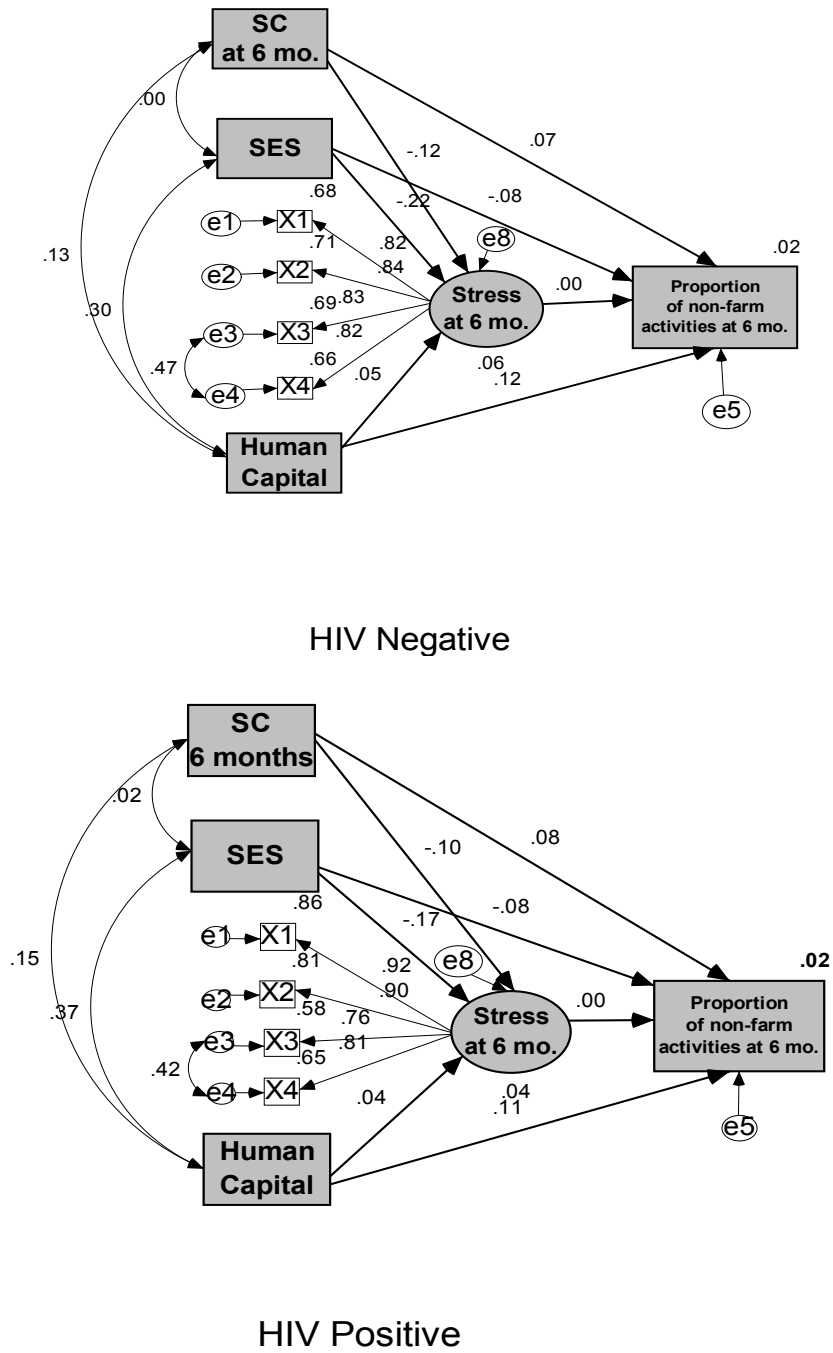 SC
at 6 mo.
.00
SES
-.12
.07
.68
-.22
-.08
e1
X1
.71
.82
e8
.02
.13
e2
X2
.84
Stress
at 6 mo.
.00
Proportion
of non-farm
activities at 6 mo.
.30
.69
.83
e3
X3
.82
.47
.66
e4
X4
.05
.06
.12
e5
Human
Capital
HIV Negative
SC
6 months
.02
SES
-.10
.08
.86
-.17
-.08
e1
X1
.81
.92
e8
.02
.15
e2
X2
.90
.58
.76
Stress
at 6 mo.
.00
Proportion
of non-farm
activities at 6 mo.
.37
e3
X3
.81
.42
.65
e4
X4
.04
.04
.11
e5
Human
Capital
HIV Positive